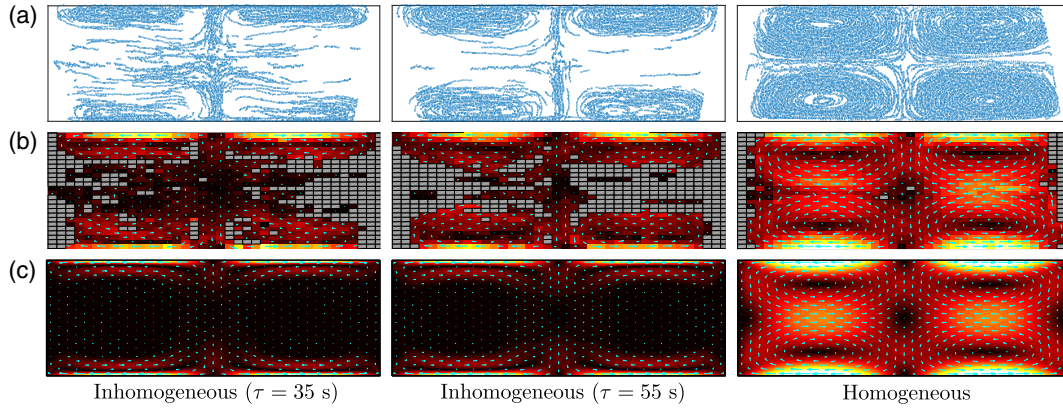 (a)
(b)
(c)
Inhomogeneous (τ = 35 s) Inhomogeneous (τ = 55 s) Homogeneous